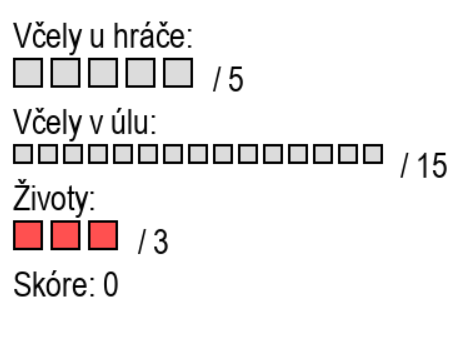 Včely u hráče:
/ 5
Včely v úlu:
/ 15
Životy:
/ 3
Skóre: 0